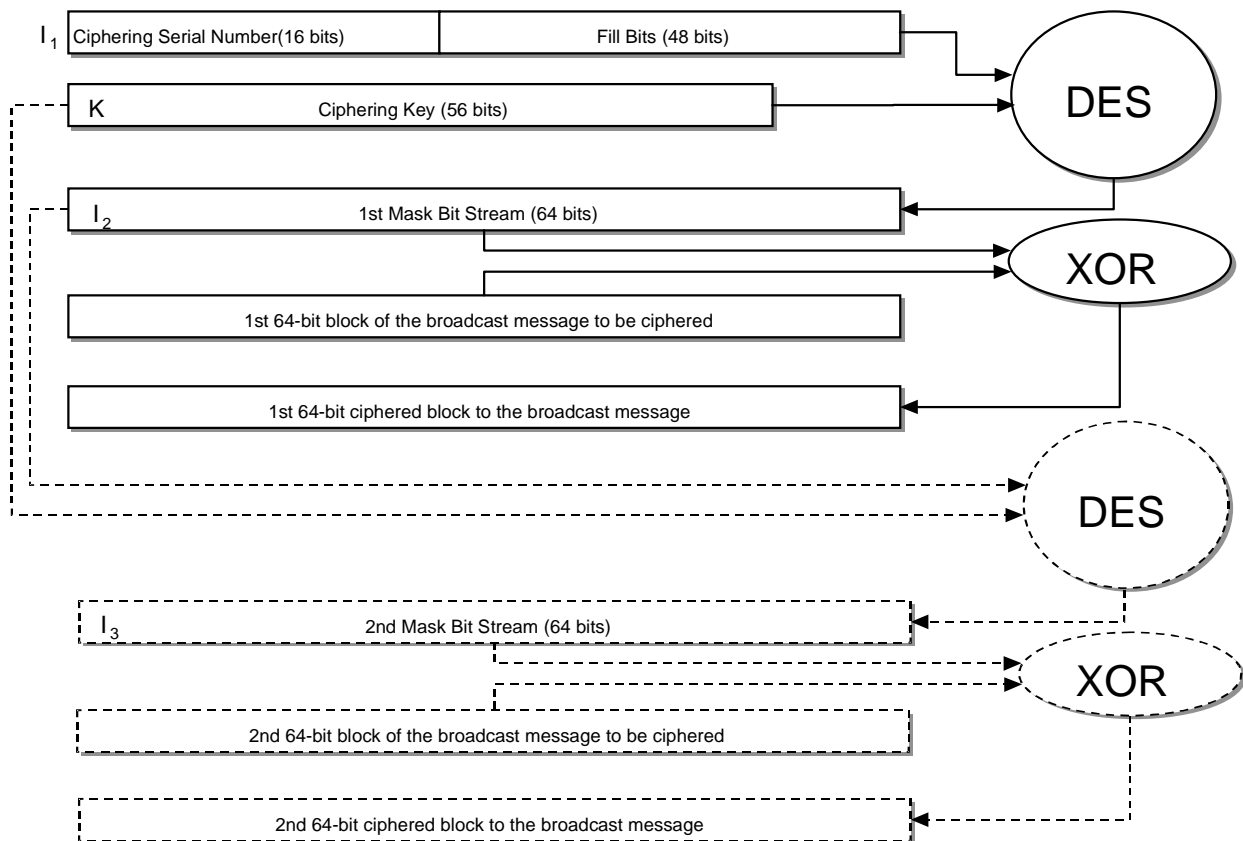 I1 Ciphering Serial Number(16 bits) Fill Bits (48 bits)
DES
K Ciphering Key (56 bits)
I2 1st Mask Bit Stream (64 bits)
XOR
1st 64-bit block of the broadcast message to be ciphered
1st 64-bit ciphered block to the broadcast message
DES
I3 2nd Mask Bit Stream (64 bits)
XOR
2nd 64-bit block of the broadcast message to be ciphered
2nd 64-bit ciphered block to the broadcast message